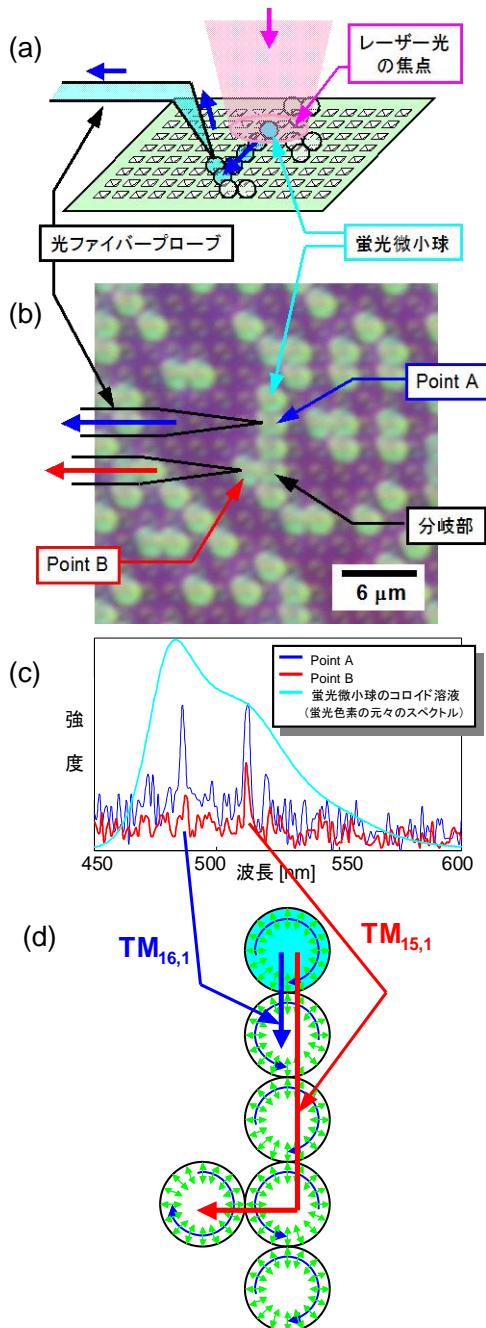 (a)
レーザー光
の焦点
光ファイバープローブ
蛍光微小球
(b)
Point A
分岐部
Point B
6 μm
(c)
強
度
Point A
Point B
蛍光微小球のコロイド溶液
(蛍光色素の元々のスペクトル)
450
500
550
600
波長 [nm]
(d)
TM16,1
TM15,1